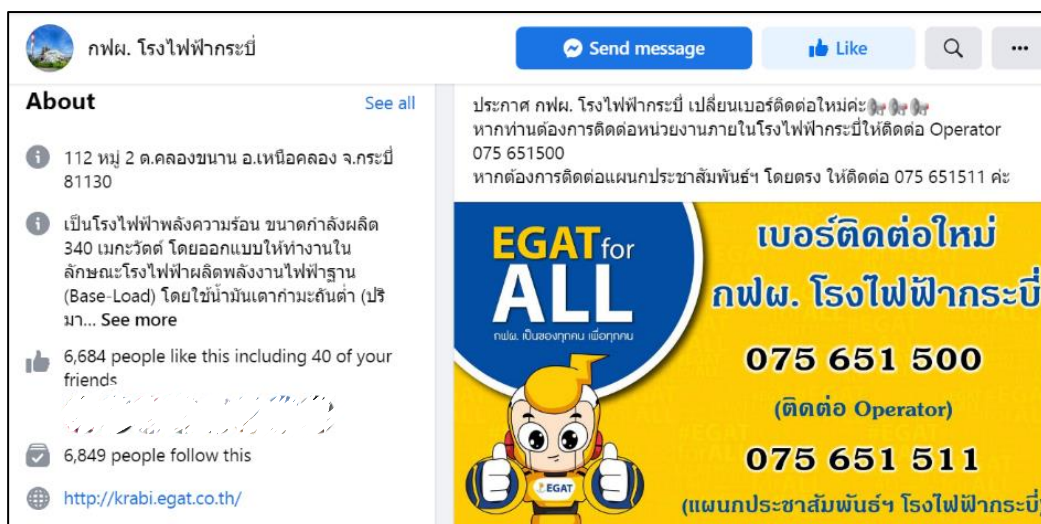 กฟผ. โรงไฟฟ้ากระบี่
Send message
Like
About
See all
112 หมู่ 2 ต.คลองขนาน อ.เหนือคลอง จ.กระบี่
81130
เป็นโรงไฟฟ้าพลังความร้อน ขนาดกำลังผลิต
340 เมกะวัตต์ โดยออกแบบให้ทำงานใน
ลักษณะโรงไฟฟ้าผลิตพลังงานไฟฟ้าฐาน
(Base-Load) โดยใช้น้ำมันเตากำมะถันต่ำ (ปริ
มา... See more
6,684 people like this including 40 of your
friends
6,849 people follow this
http://krabi.egat.co.th/
ประกาศ กฟผ. โรงไฟฟ้ากระบี่ เปลี่ยนเบอร์ติดต่อใหม่ค่ะ
หากท่านต้องการติดต่อหน่วยงานภายในโรงไฟฟ้ากระบี่ให้ติดต่อ Operator
075 651500
หากต้องการติดต่อแผนกประชาสัมพันธ์ฯ โดยตรง ให้ติดต่อ 075 651511 ค่ะ
EGAT for
ALL
กฟผ. เป็นของทุกคน เพื่อทุกคน
EGAT
เบอร์ติดต่อใหม่
กฟผ. โรงไฟฟ้ากระบี่
075 651 500
(ติดต่อ Operator)
075 651 511
(แผนกประชาสัมพันธ์ฯ โรงไฟฟ้ากระบี่)